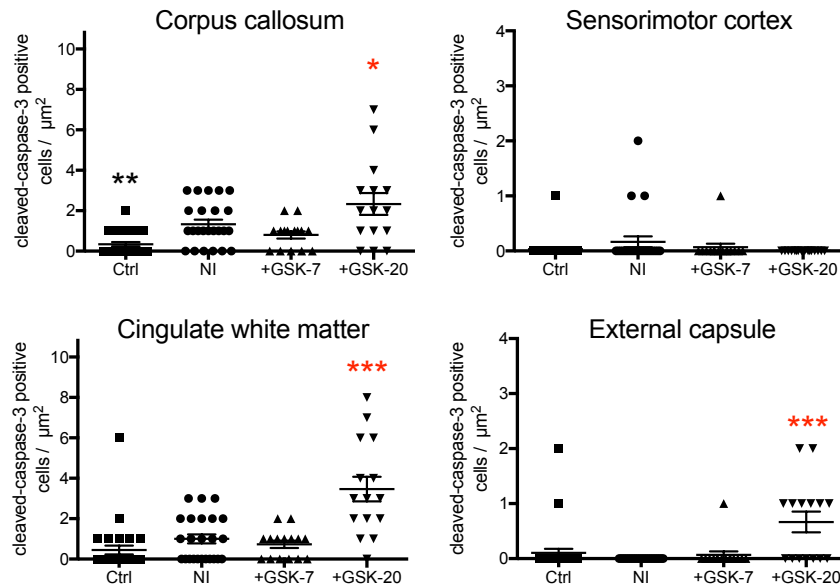 Corpus callosum
cleaved-caspase-3 positive
cells / μm²
10
8
6
4
2
0
**
*
Ctrl NI +GSK-7 +GSK-20
Sensorimotor cortex
cleaved-caspase-3 positive
cells / μm²
4
3
2
1
0
Ctrl NI +GSK-7 +GSK-20
Cingulate white matter
cleaved-caspase-3 positive
cells / μm²
10
8
6
4
2
0
***
Ctrl NI +GSK-7 +GSK-20
External capsule
cleaved-caspase-3 positive
cells / μm²
4
3
2
1
0
***
Ctrl NI +GSK-7 +GSK-20